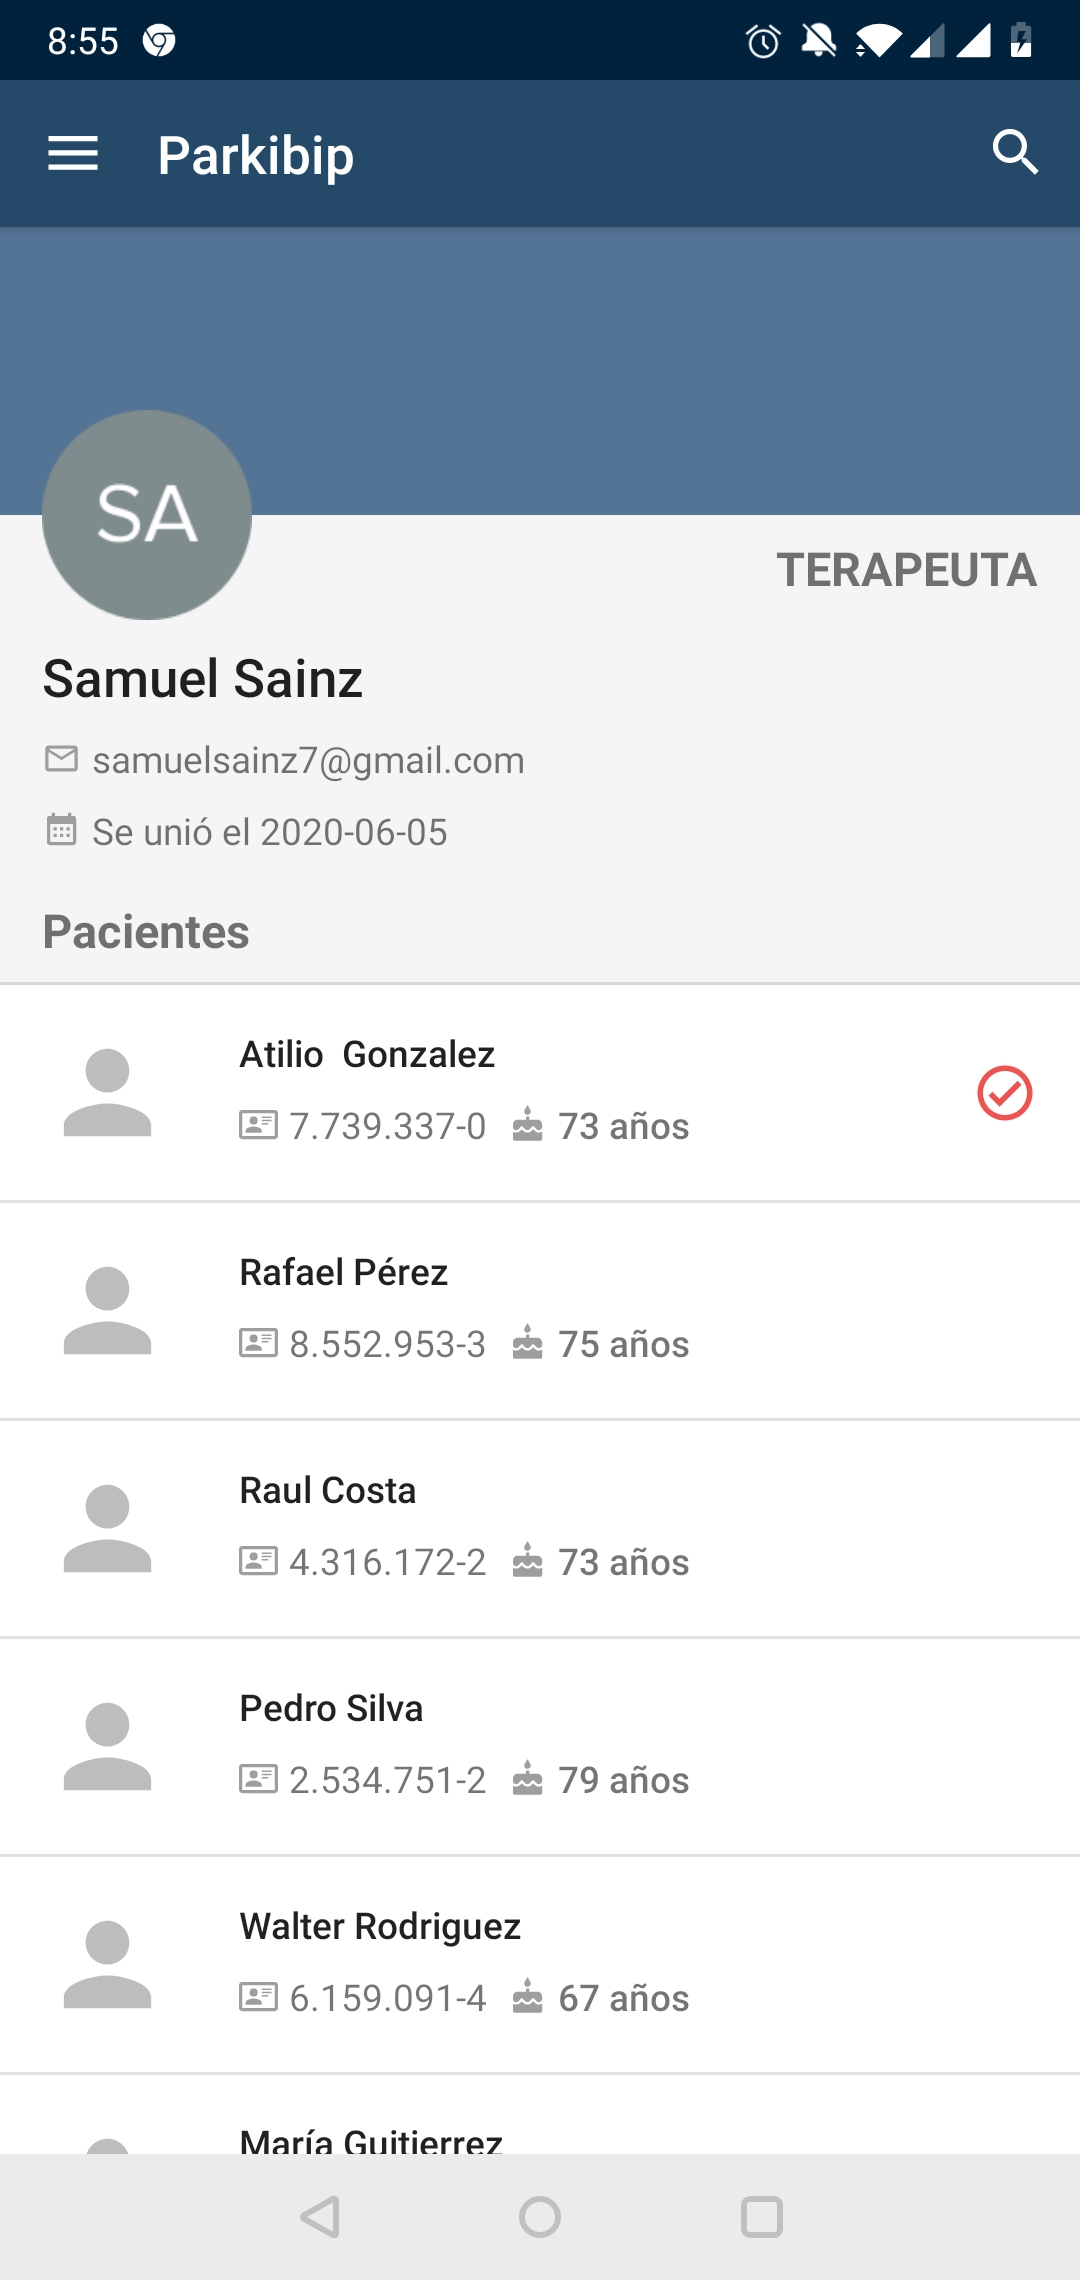 8:55
Parkibip
SA
TERAPEUTA
Samuel Sainz
samuelsainz7@gmail.com
Se unió el 2020-06-05
Pacientes
Atilio  Gonzalez
7.739.337-0 73 años
Rafael Pérez
8.552.953-3 75 años
Raul Costa
4.316.172-2 73 años
Pedro Silva
2.534.751-2 79 años
Walter Rodriguez
6.159.091-4 67 años
María Guitierrez